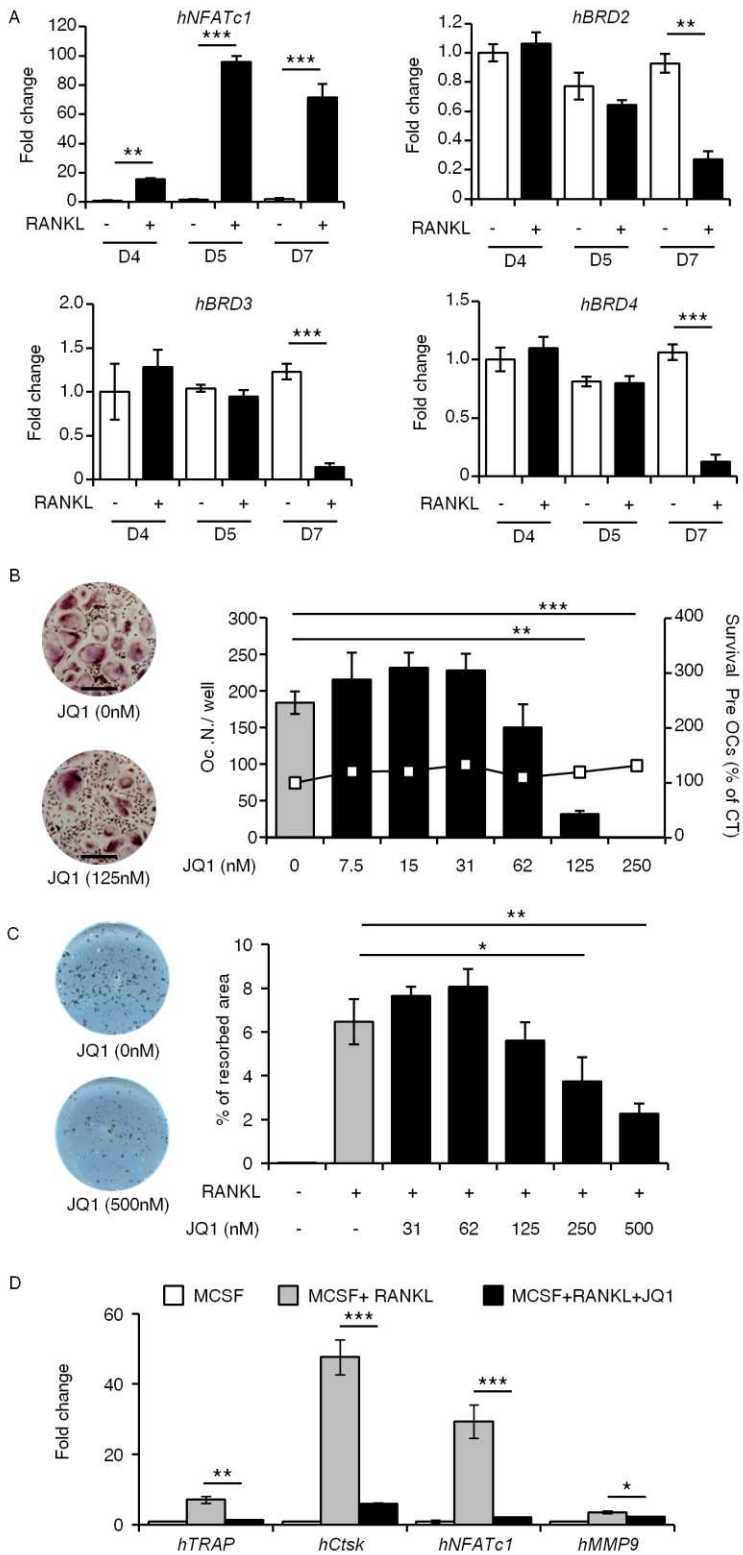 A
hNFATc1
***
***
**
120
100
80
60
40
20
0
Fold change
RANKL - + - + - +
D4 D5 D7
hBRD2
**
1.2
1.0
0.8
0.6
0.4
0.2
0
Fold change
RANKL - + - + - +
D4 D5 D7
hBRD3
***
2.0
1.5
1.0
0.5
0
Fold change
RANKL - + - + - +
D4 D5 D7
hBRD4
***
1.5
1.0
0.5
0
Fold change
RANKL - + - + - +
D4 D5 D7
B
JQ1 (0nM)
JQ1 (125nM)
***
**
300
250
200
150
100
50
0
Oc .N./ well
400
300
200
100
0
Survival
Pre OCs (% of CT)
JQ1 (nM) 0 7.5 15 31 62 125 250
C
JQ1 (0nM)
JQ1 (500nM)
**
*
10
8
6
4
2
0
% of resorbed area
RANKL - + + + + + +
JQ1 (nM) - - 31 62 125 250 500
D
MCSF MCSF+ RANKL MCSF+RANKL+JQ1
***
***
**
*
60
40
20
0
Fold change
hTRAP hCtsk hNFATc1 hMMP9